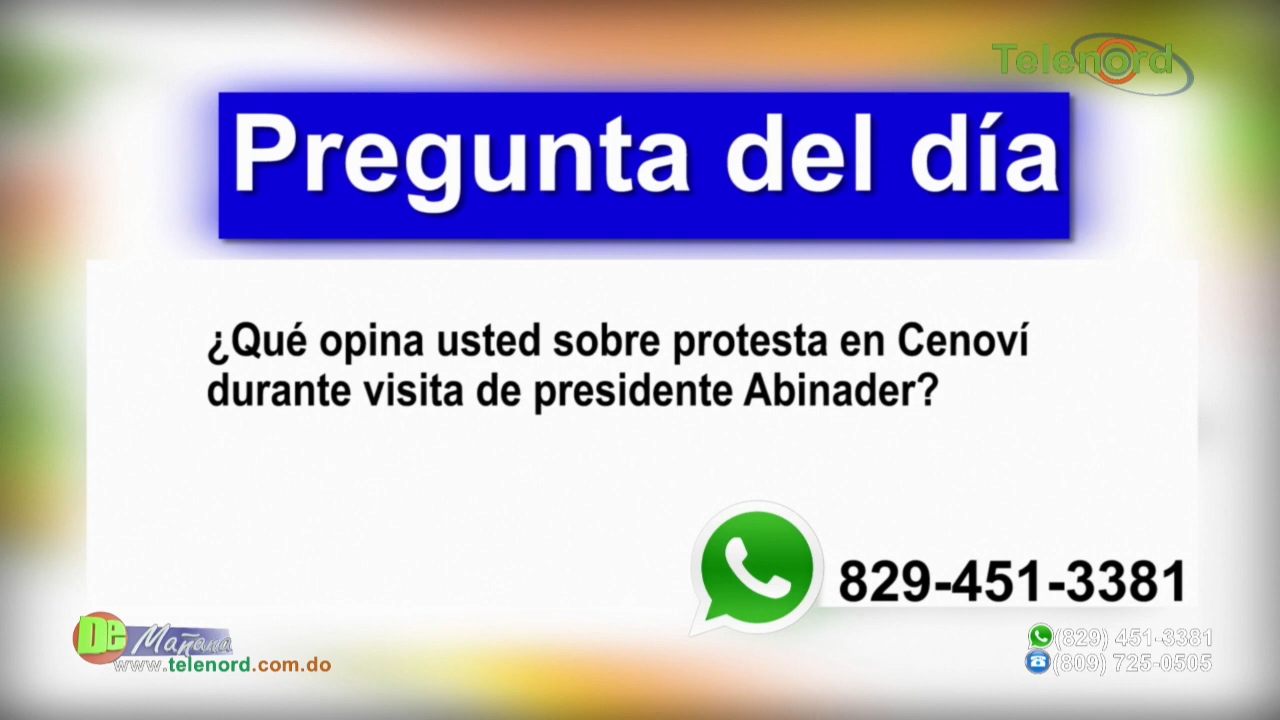 Telenord
Pregunta del día
¿Qué opina usted sobre protesta en Cenoví
durante visita de presidente Abinader?
829-451-3381
De Mañana
www.telenord.com.do
(829) 451-3381
(809) 725-0505